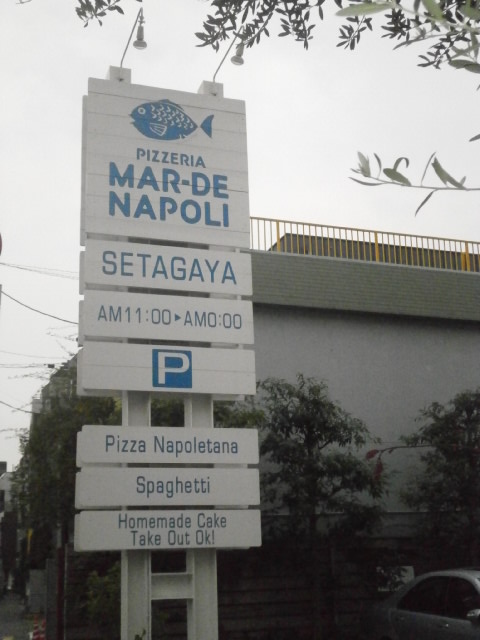 PIZZERIA
MAR-DE
NAPOLI
SETAGAYA
AM11:00▶AM0:00
P
Pizza Napoletana
Spaghetti
Homemade Cake
Take Out Ok!